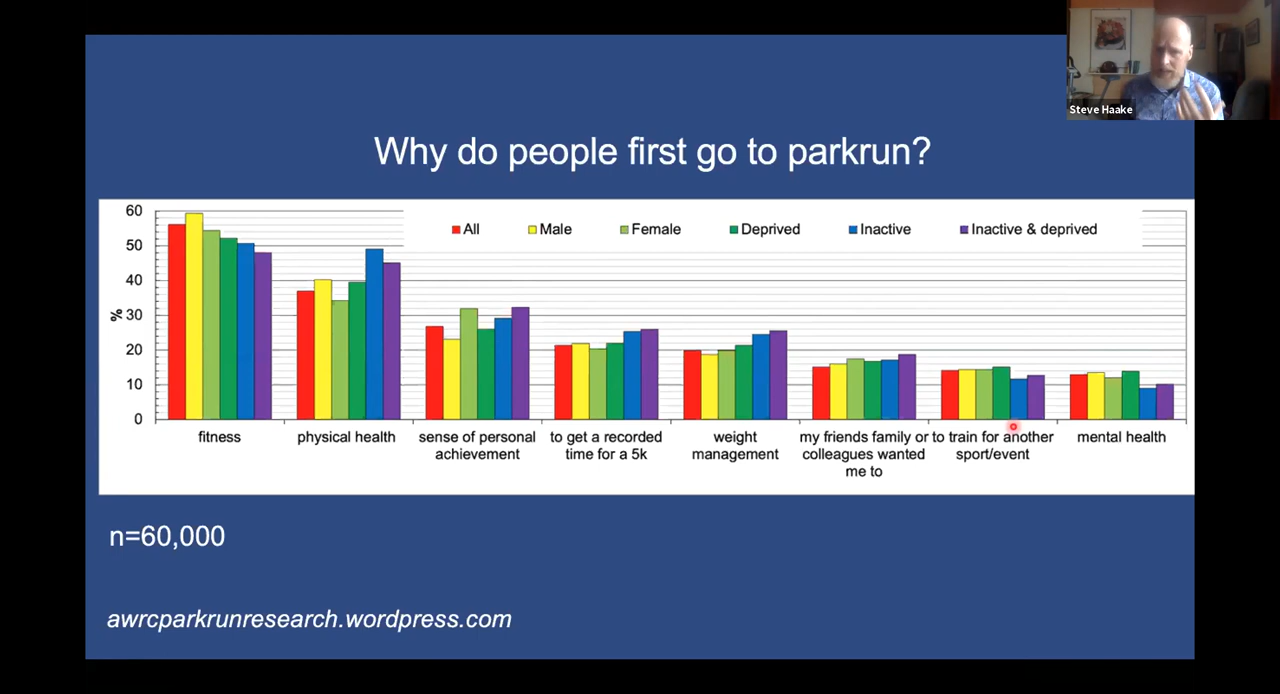 Steve Haake
Why do people first go to parkrun?
60
50
40
30
20
10
0
%
All
Male
Female
Deprived
Inactive
Inactive & deprived
fitness
physical health
sense of personal
achievement
to get a recorded
time for a 5k
weight
management
my friends family or
colleagues wanted
me to
to train for another
sport/event
mental health
n=60,000
awrcparkrunresearch.wordpress.com